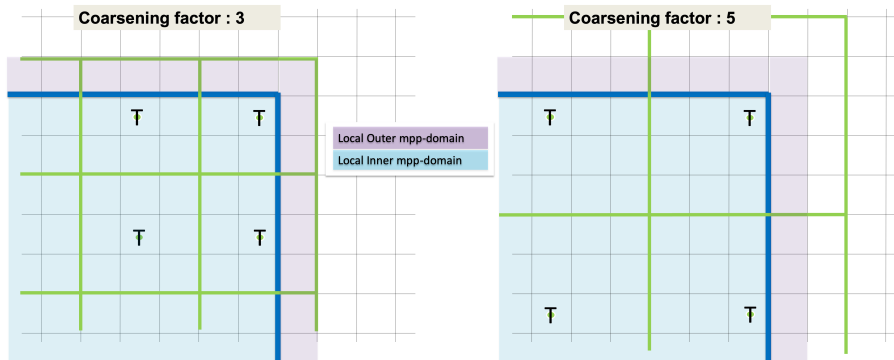 Coarsening factor : 3
Coarsening factor : 5
T
T
T
T
Local Outer mpp-domain
Local Inner mpp-domain
T
T
T
T